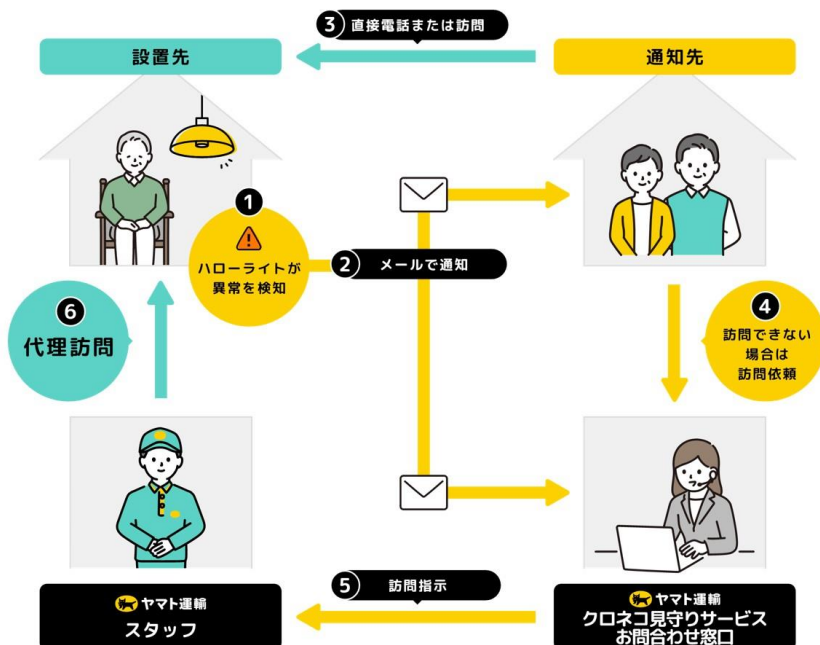 3 直接電話または訪問
設置先
通知先
1
ハローライトが
異常を検知
2 メールで通知
6
代理訪問
4
訪問できない
場合は
訪問依頼
5 訪問指示
ヤマト運輸
スタッフ
ヤマト運輸
クロネコ見守りサービス
お問合わせ窓口